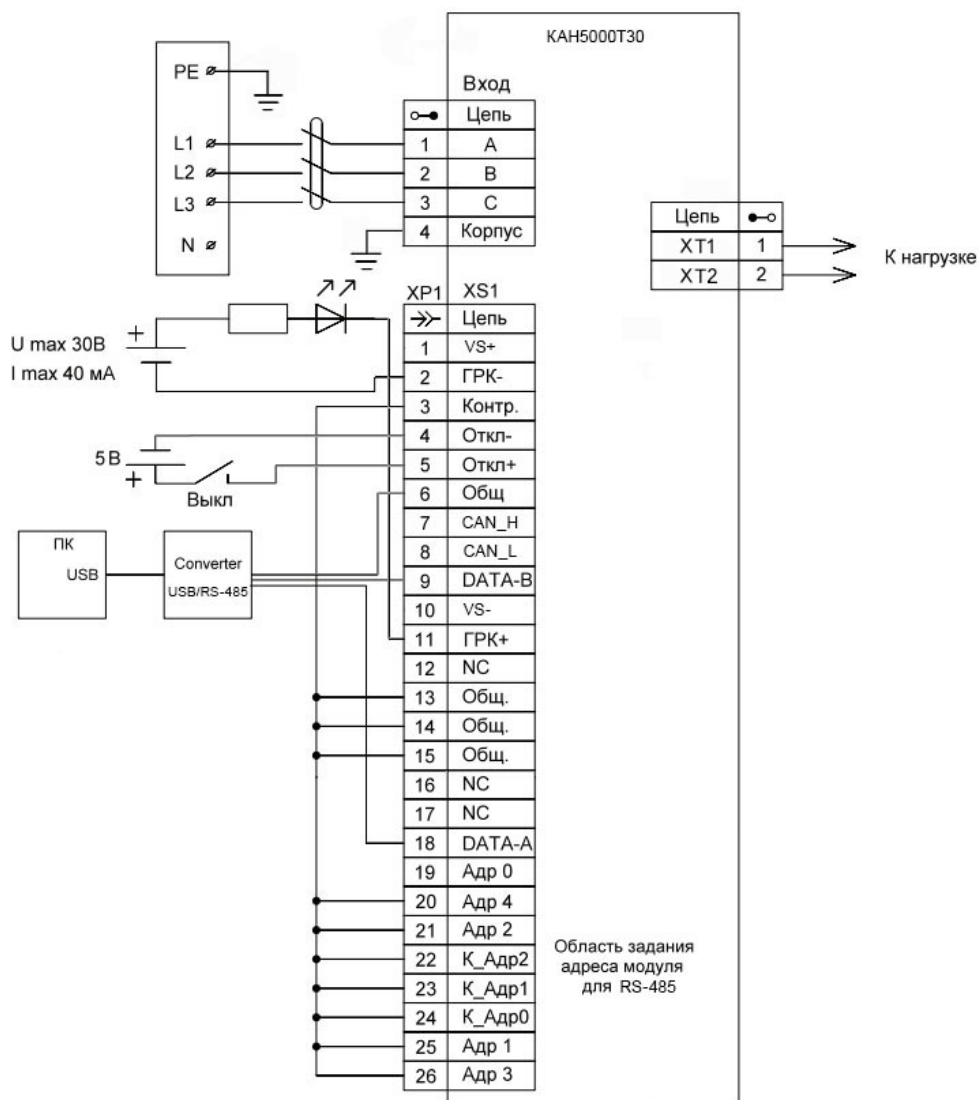 КАН5000Т30
PE
L1
L2
L3
N
Вход
Цепь
1 A
2 B
3 C
4 Корпус
Цепь
XT1 1
XT2 2
К нагрузке
XP1 XS1
Цепь
1 VS+
2 ГРК-
3 Контр.
4 Откл-
5 Откл+
6 Общ
7 CAN_H
8 CAN_L
9 DATA-B
10 VS-
11 ГРК+
12 NC
13 Общ.
14 Общ.
15 Общ.
16 NC
17 NC
18 DATA-A
19 Адр 0
20 Адр 4
21 Адр 2
22 К_Адр2
23 К_Адр1
24 К_Адр0
25 Адр 1
26 Адр 3
U max 30В
I max 40 мА
+
5 В
+
Выкл
ПК
USB
Converter
USB/RS-485
Область задания
адреса модуля
для RS-485